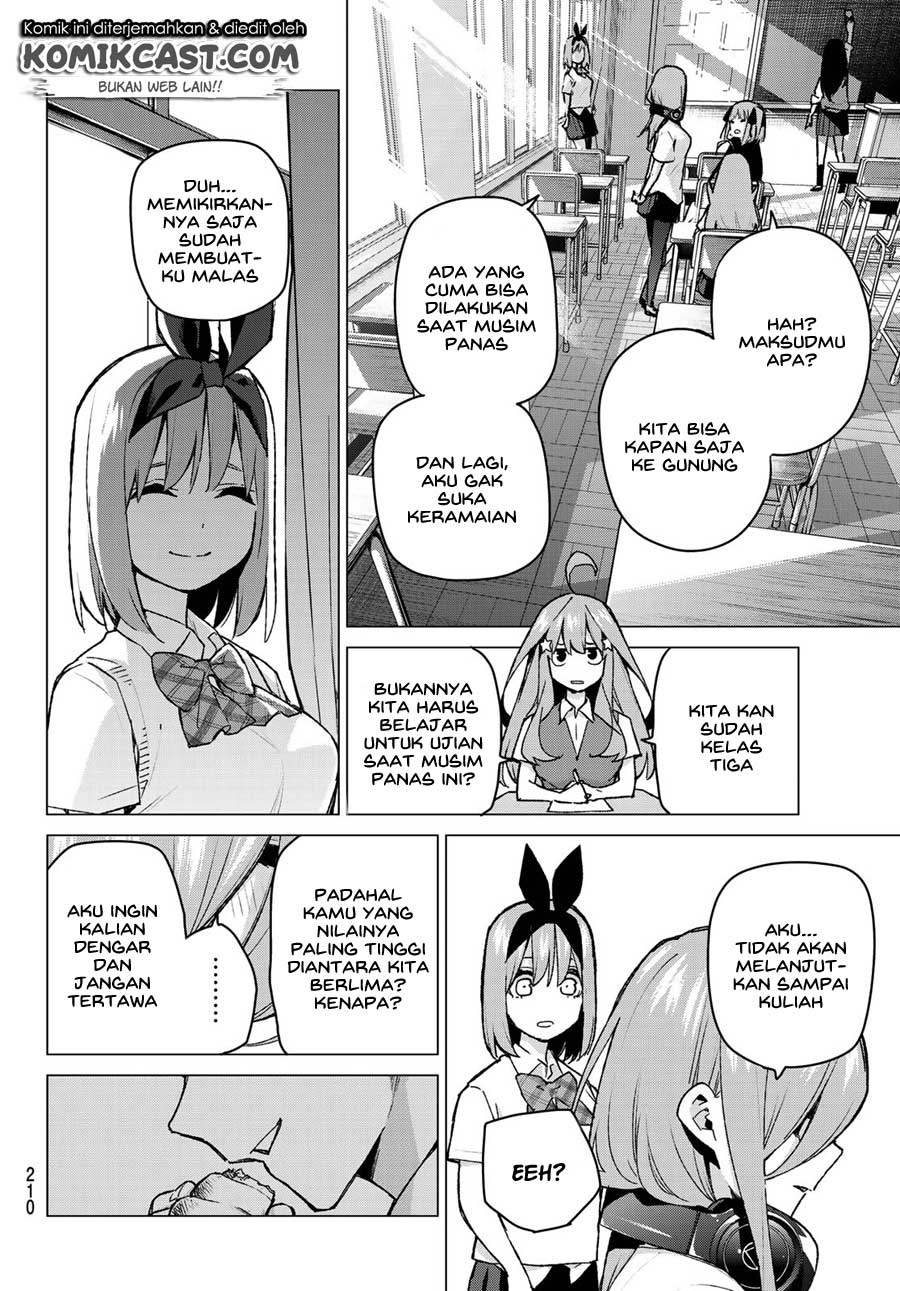 Komik ini diterjemahkan & diedit oleh
KOMIKCAST.COM
BUKAN WEB LAIN!!
HAH?
MAKSUDMU
APA?
KITA BISA
KAPAN SAJA
KE GUNUNG
ADA YANG
CUMA BISA
DILAKUKAN
SAAT MUSIM
PANAS
DAN LAGI,
AKU GAK
SUKA
KERAMAIAN
DUH...
MEMIKIRKAN-
NYA SAJA
SUDAH
MEMBUAT-
KU MALAS
KITA KAN
SUDAH
KELAS
TIGA
BUKANNYA
KITA HARUS
BELAJAR
UNTUK UJIAN
SAAT MUSIM
PANAS INI?
AKU...
TIDAK AKAN
MELANJUT-
KAN SAMPAI
KULIAH
EEH?
PADAHAL
KAMU YANG
NILAINYA
PALING TINGGI
DIANTARA KITA
BERLIMA?
KENAPA?
........
AKU INGIN
KALIAN
DENGAR
DAN
JANGAN
TERTAWA
210